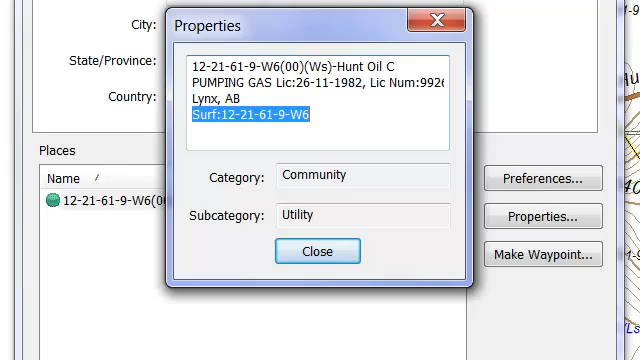 City:
State/Province:
Country:
Places
Name
12-21-61-9-W6(0
Properties
12-21-61-9-W6(00)(Ws)-Hunt Oil C
PUMPING GAS Lic:26-11-1982, Lic Num:9926
Lynx, AB
Surf:12-21-61-9-W6
Category: Community
Subcategory: Utility
Close
Preferences...
Properties...
Make Waypoint...